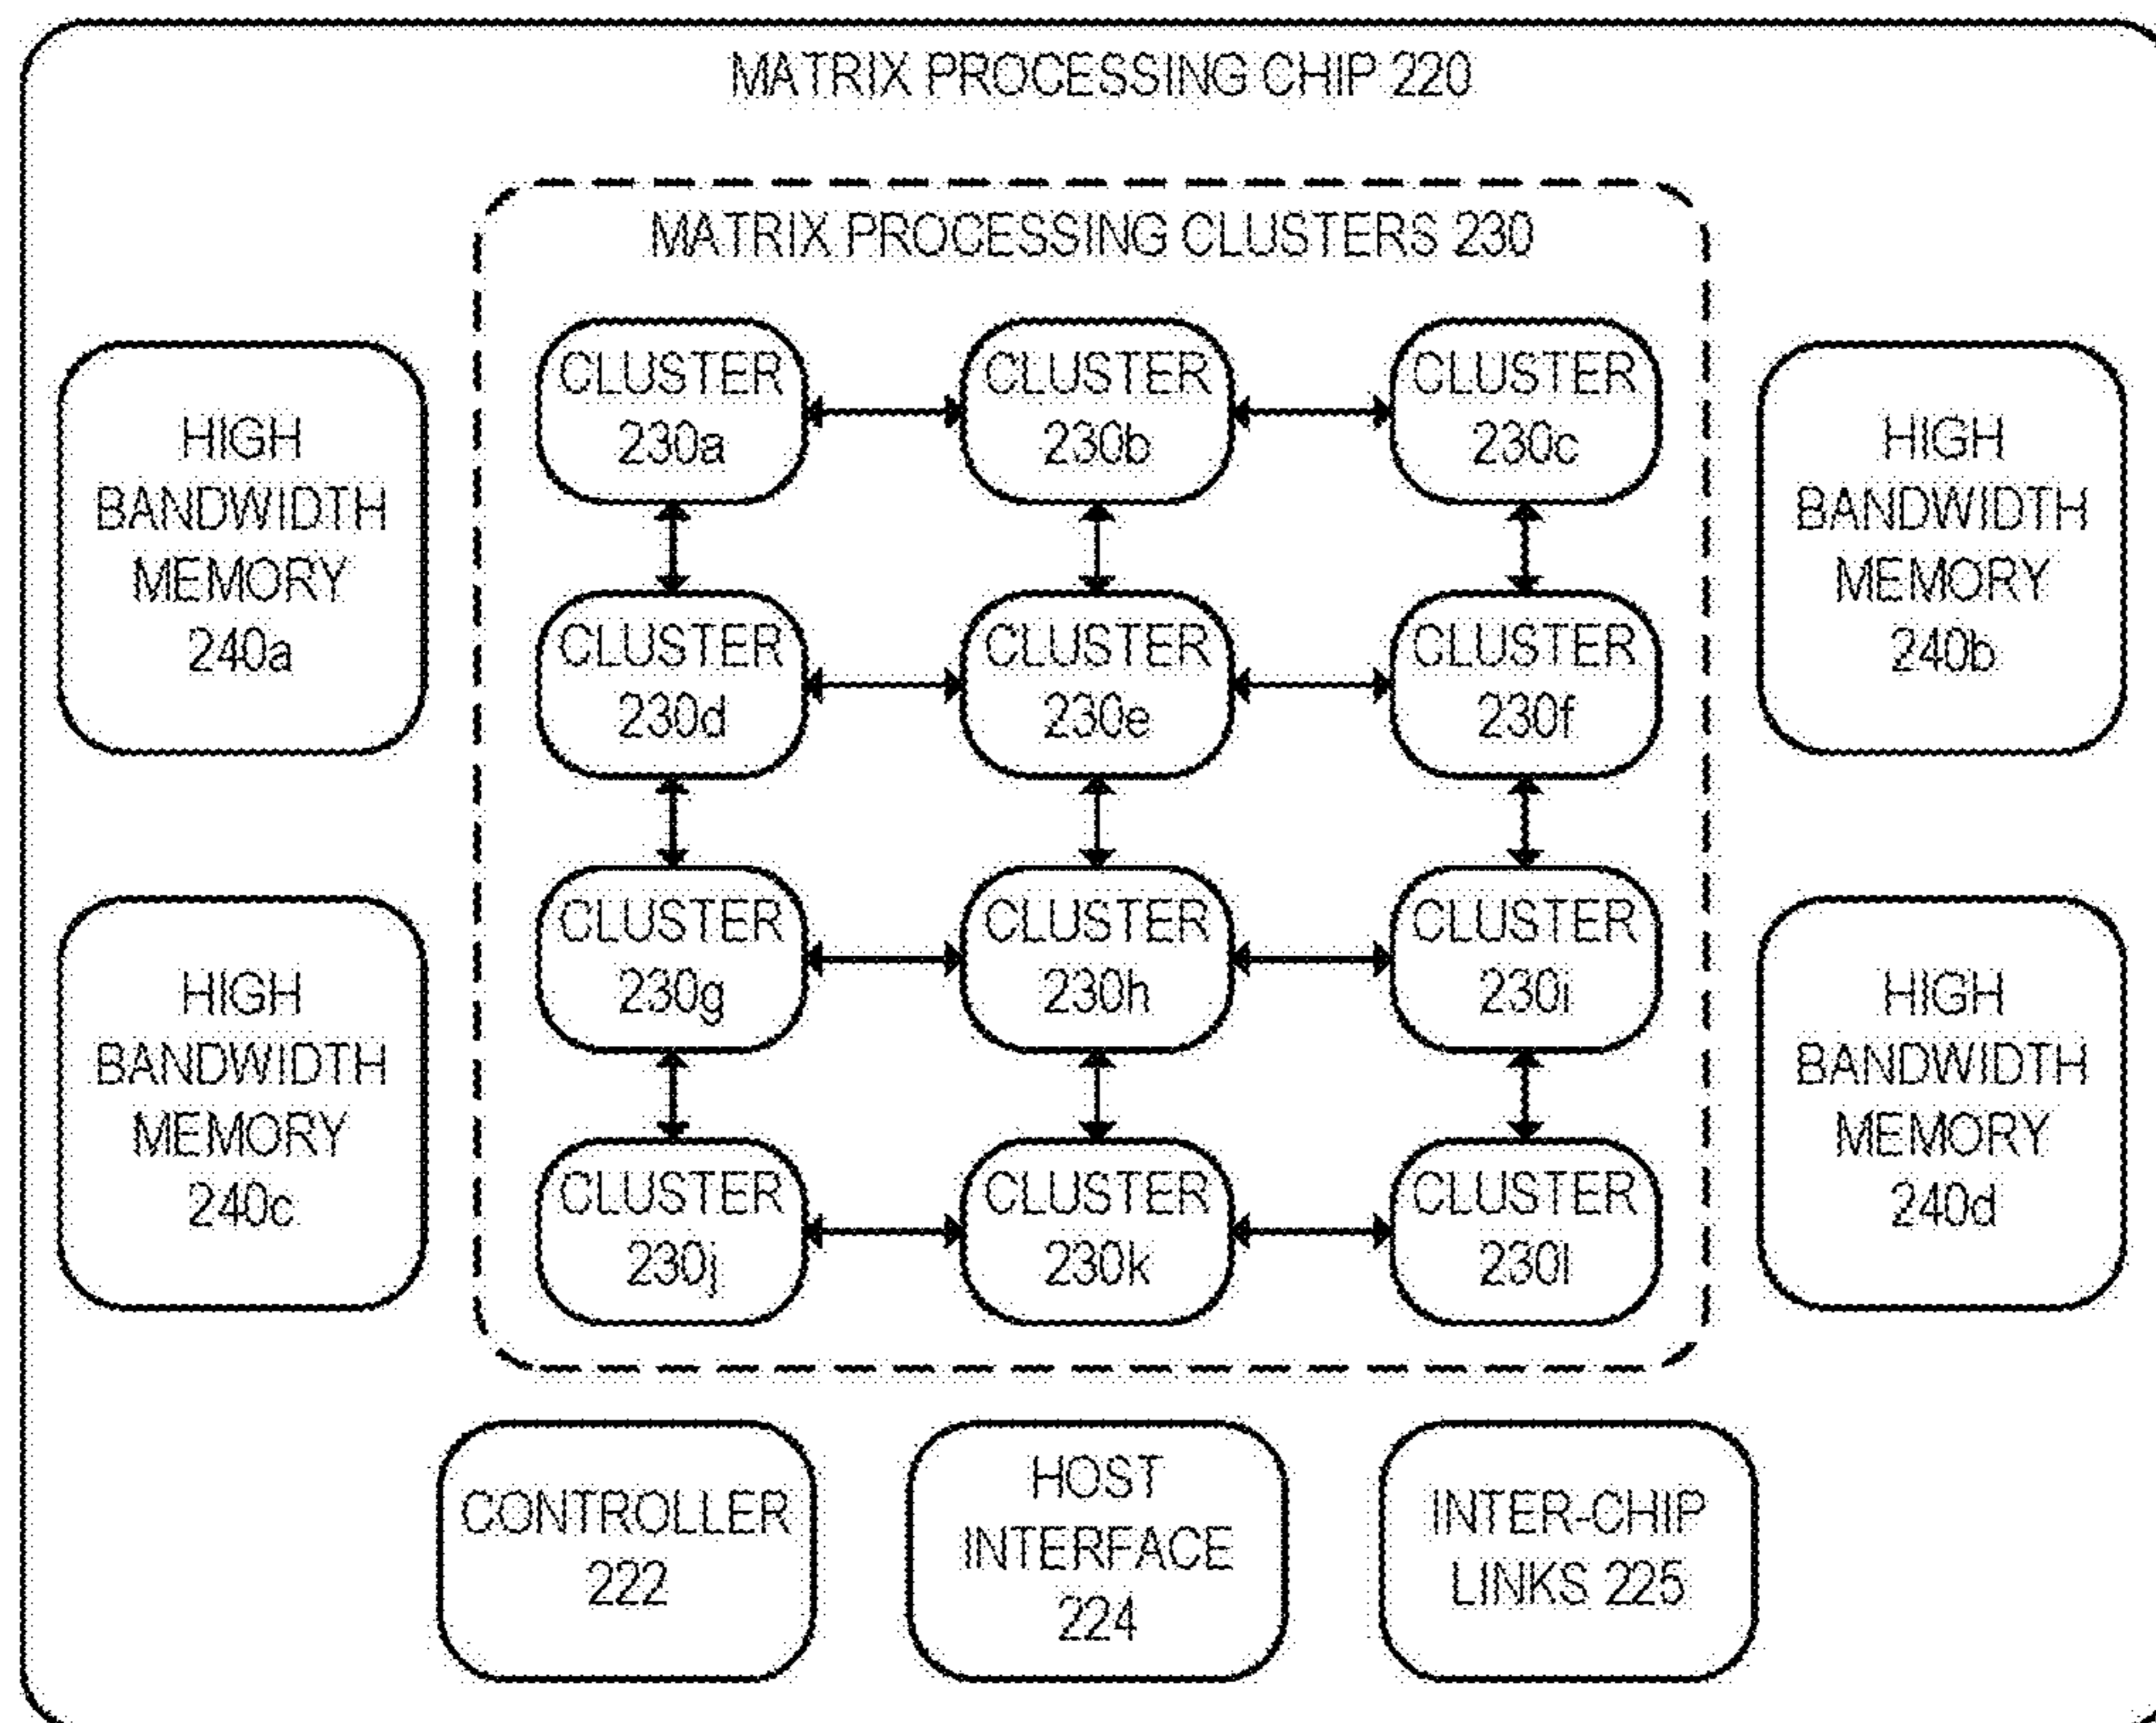 MATRIX PROCESSING CHIP 220
MATRIX PROCESSING CLUSTERS 230
CLUSTER
230a
CLUSTER
230b
CLUSTER
230c
HIGH
BANDWIDTH
MEMORY
240a
HIGH
BANDWIDTH
MEMORY
240b
CLUSTER
230d
CLUSTER
230e
CLUSTER
230f
CLUSTER
230g
CLUSTER
230h
CLUSTER
230i
HIGH
BANDWIDTH
MEMORY
240c
HIGH
BANDWIDTH
MEMORY
240d
CLUSTER
230j
CLUSTER
230k
CLUSTER
230l
CONTROLLER
222
HOST
INTERFACE
224
INTER-CHIP
LINKS 225